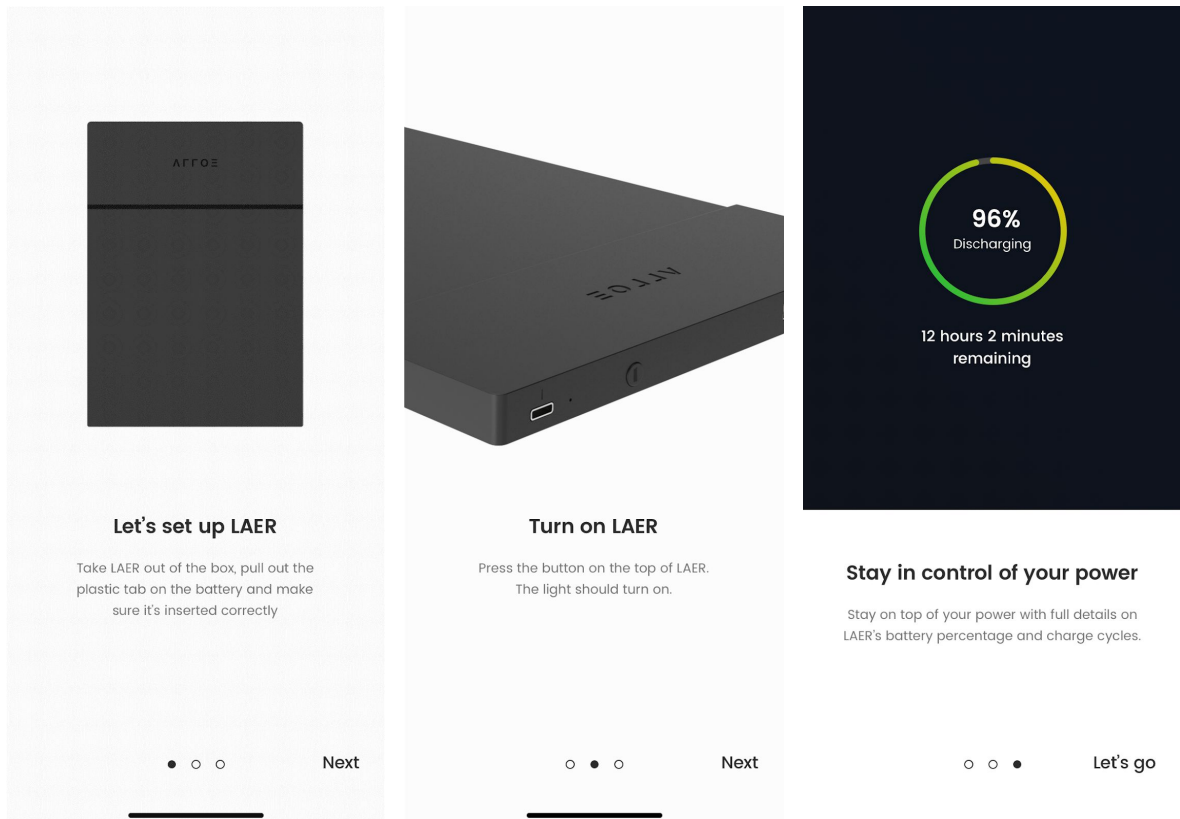 ΛΓΓOΞ
Let's set up LAER
Take LAER out of the box, pull out the
plastic tab on the battery and make
sure it's inserted correctly
Next
ΛΓΓOΞ
Turn on LAER
Press the button on the top of LAER.
The light should turn on.
Next
96%
Discharging
12 hours 2 minutes
remaining
Stay in control of your power
Stay on top of your power with full details on
LAER's battery percentage and charge cycles.
Let's go